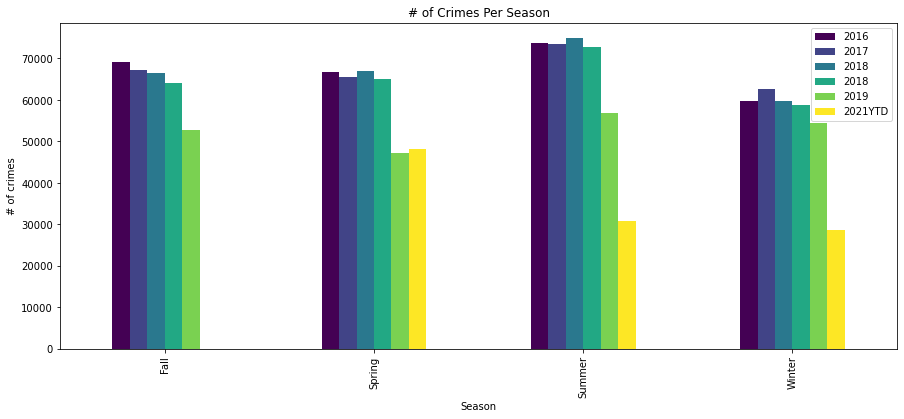 # of Crimes Per Season
# of crimes
70000
60000
50000
40000
30000
20000
10000
0
2016
2017
2018
2018
2019
2021YTD
Fall
Spring
Summer
Winter
Season